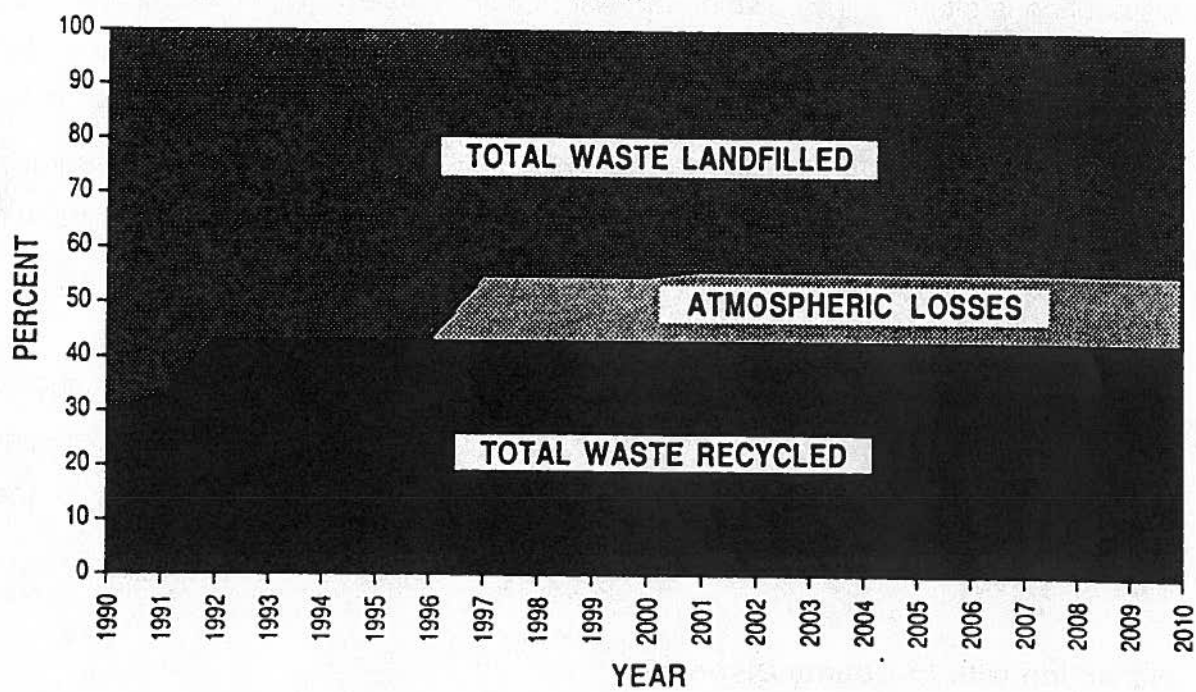 100
90
80
70
60
50
40
30
20
10
0
PERCENT
TOTAL WASTE LANDFILLED
ATMOSPHERIC LOSSES
TOTAL WASTE RECYCLED
1990 1991 1992 1993 1994 1995 1996 1997 1998 1999 2000 2001 2002 2003 2004 2005 2006 2007 2008 2009 2010
YEAR